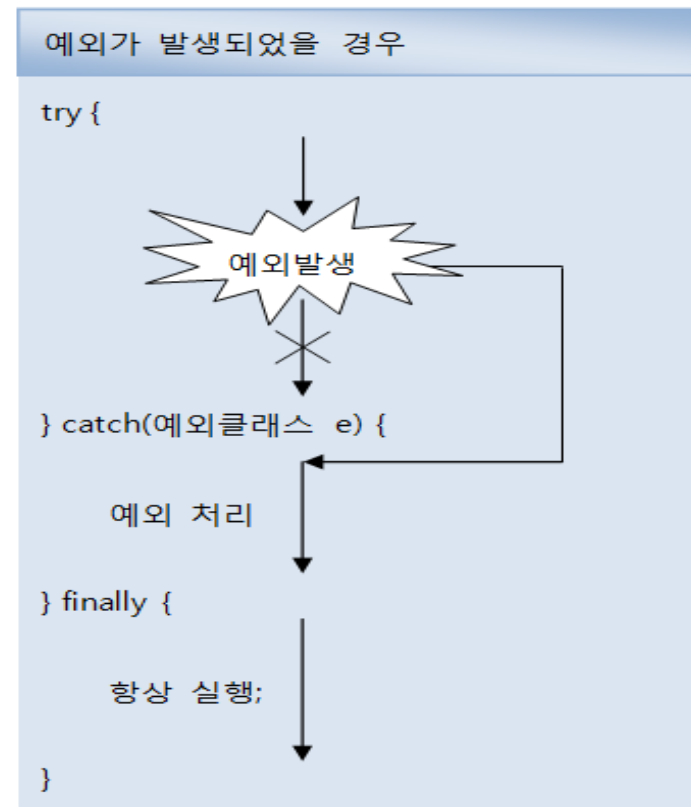 예외가 발생되었을 경우
try {
예외발생
} catch(예외클래스 e) {
예외 처리
} finally {
항상 실행;
}